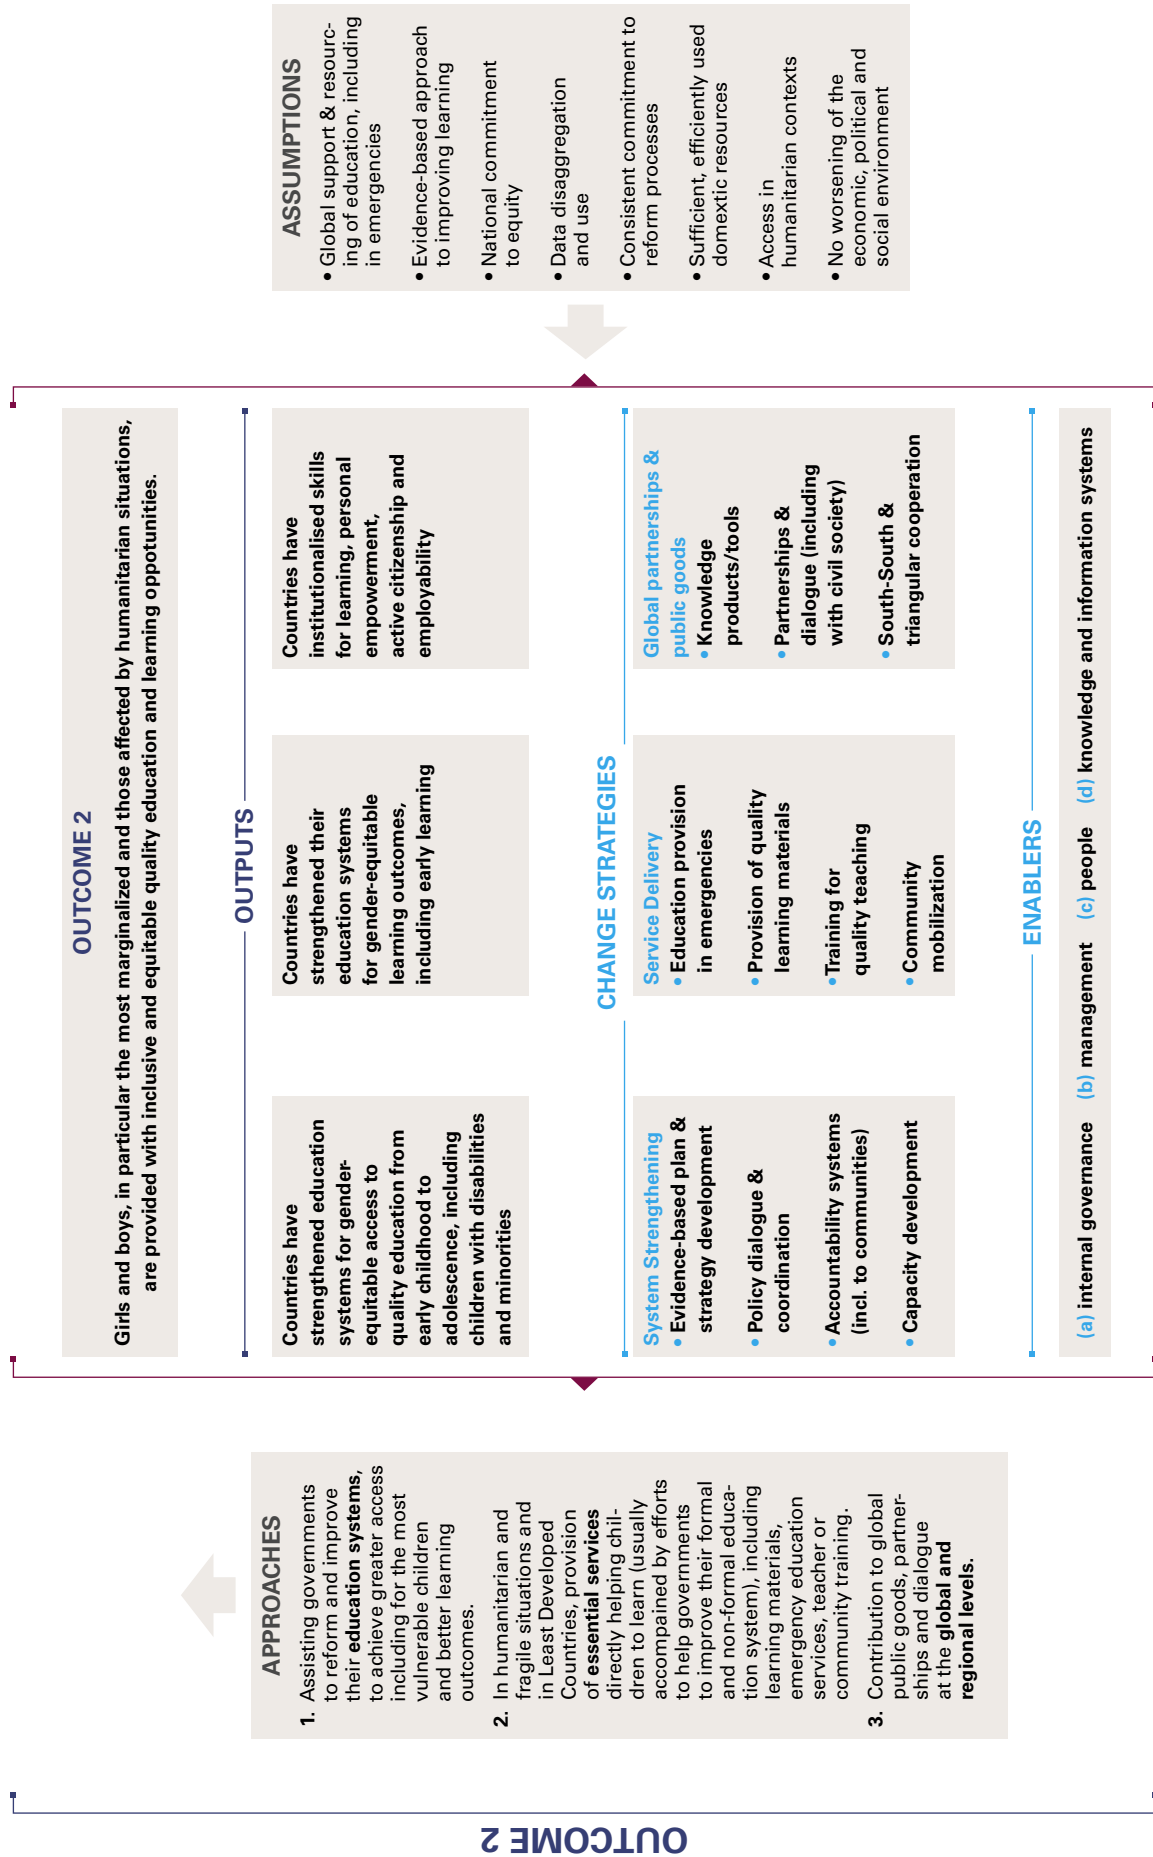 OUTCOME 2
APPROACHES
1. Assisting governments
to reform and improve
their education systems,
to achieve greater access
including for the most
vulnerable children
and better learning
outcomes.
2. In humanitarian and
fragile situations and
in Least Developed
Countries, provision
of essential services
directly helping chil-
dren to learn (usually
accompained by efforts
to help governments
to improve their formal
and non-formal educa-
tion system), including
learning materials,
emergency education
services, teacher or
community training.
3. Contribution to global
public goods, partner-
ships and dialogue
at the global and
regional levels.
OUTCOME 2
Girls and boys, in particular the most marginalized and those affected by humanitarian situations,
are provided with inclusive and equitable quality education and learning oppotunities.
OUTPUTS
Countries have
strengthened education
systems for gender-
equitable access to
quality education from
early childhood to
adolescence, including
children with disabilities
and minorities
Countries have
strengthened their
education systems
for gender-equitable
learning outcomes,
including early learning
Countries have
institutionalised skills
for learning, personal
empowerment,
active citizenship and
employability
CHANGE STRATEGIES
System Strengthening
• Evidence-based plan &
strategy development
• Policy dialogue &
coordination
• Accountability systems
(incl. to communities)
• Capacity development
Service Delivery
• Education provision
in emergencies
• Provision of quality
learning materials
• Training for
quality teaching
• Community
mobilization
Global partnerships &
public goods
• Knowledge
products/tools
• Partnerships &
dialogue (including
with civil society)
• South-South &
triangular cooperation
ENABLERS
(a) internal governance (b) management (c) people (d) knowledge and information systems
ASSUMPTIONS
• Global support & resourc-
ing of education, including
in emergencies
• Evidence-based approach
to improving learning
• National commitment
to equity
• Data disaggregation
and use
• Consistent commitment to
reform processes
• Sufficient, efficiently used
domextic resources
• Access in
humanitarian contexts
• No worsening of the
economic, political and
social environment